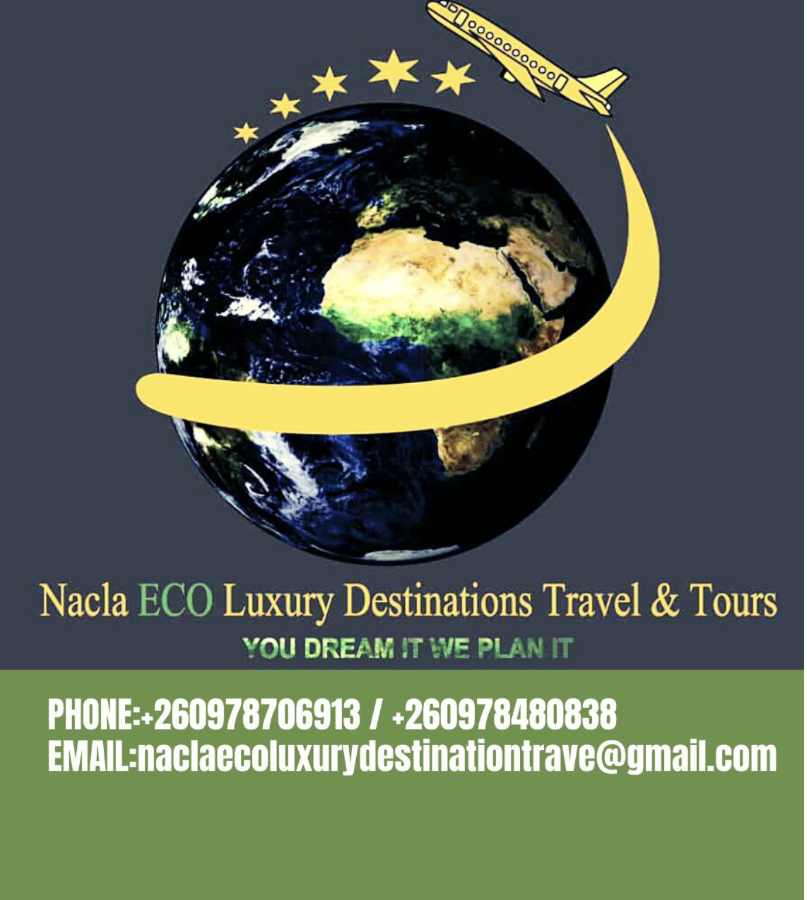 Nacla ECO Luxury Destinations Travel & Tours
YOU DREAM IT WE PLAN IT
PHONE:+260978706913 / +260978480838
EMAIL:naclaecoluxurydestinationtrave@gmail.com